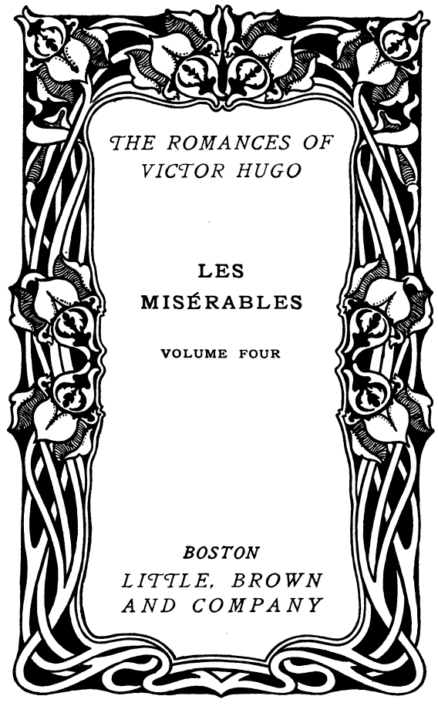 THE ROMANCES OF
VICTOR HUGO
LES
MISÉRABLES
VOLUME FOUR
BOSTON
LITTLE, BROWN
AND COMPANY